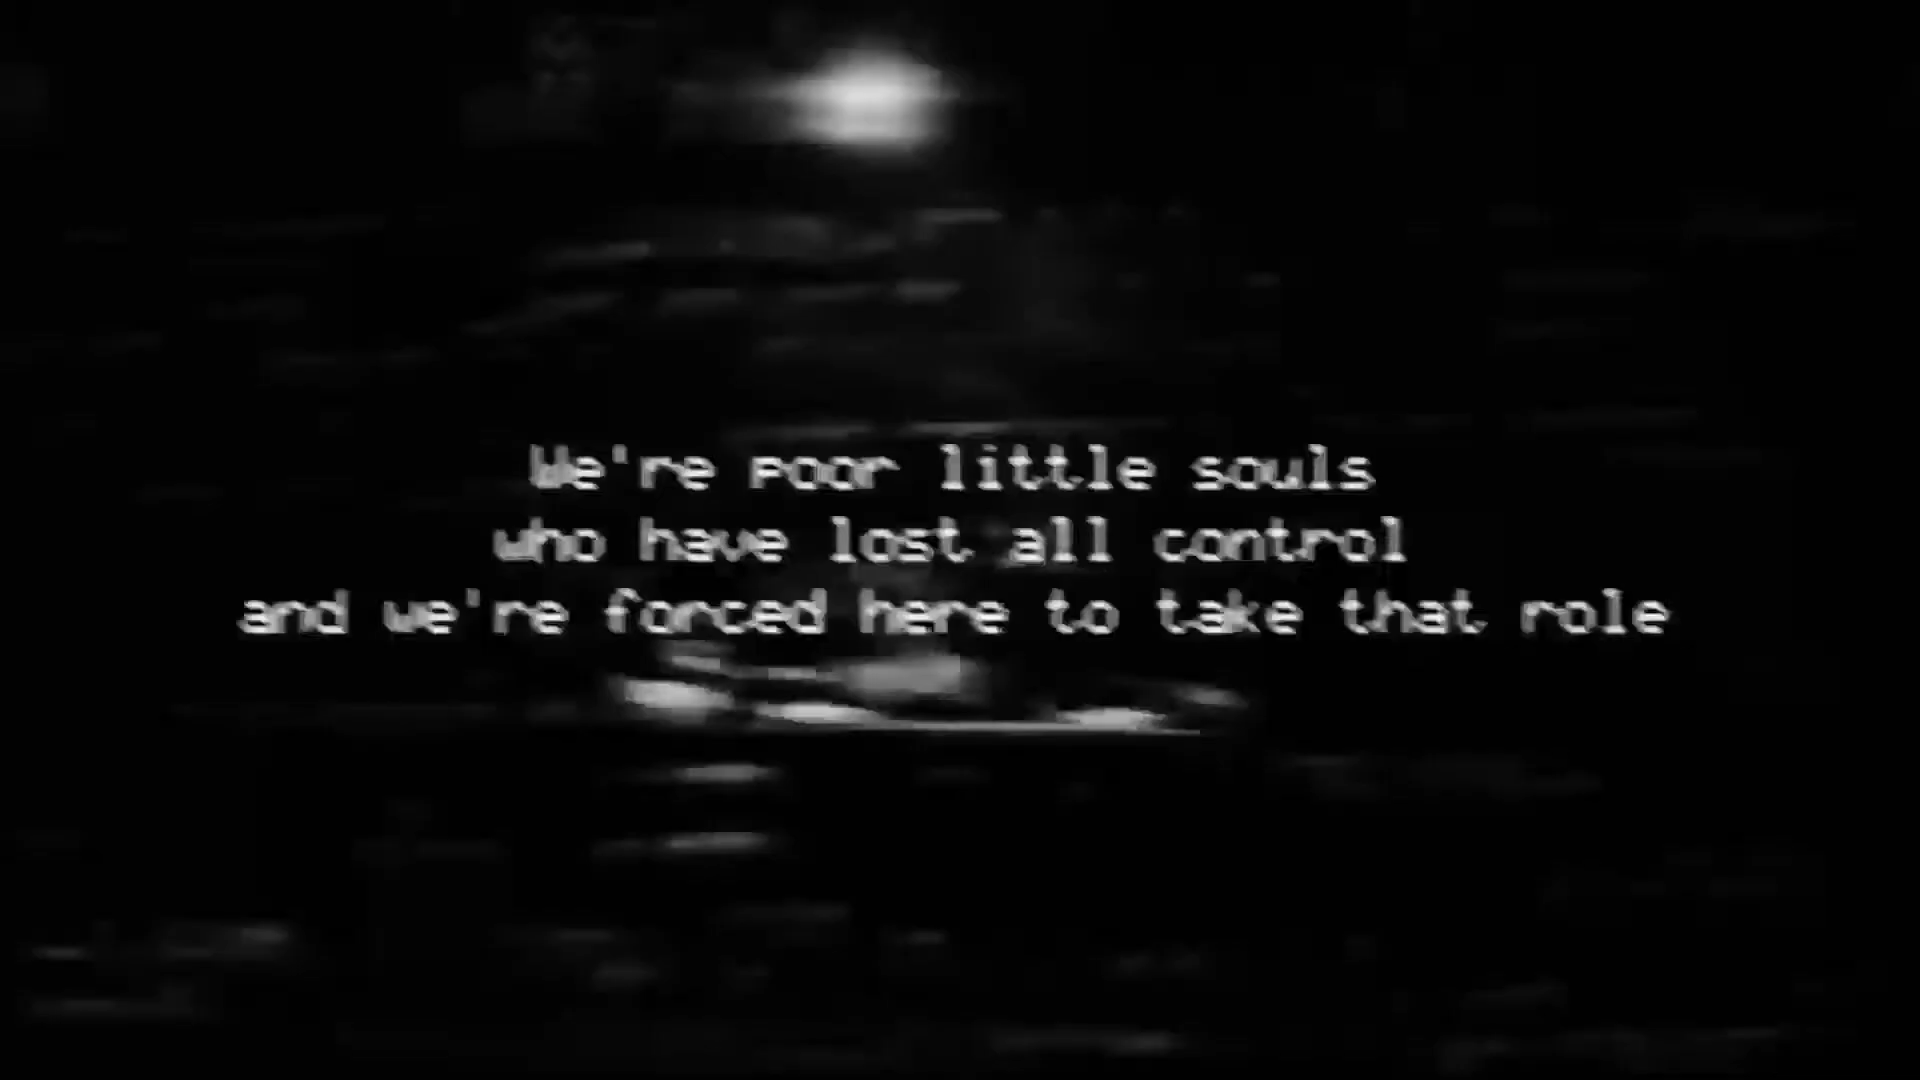 We're poor little souls
who have lost all control
and we're forced here to take that role